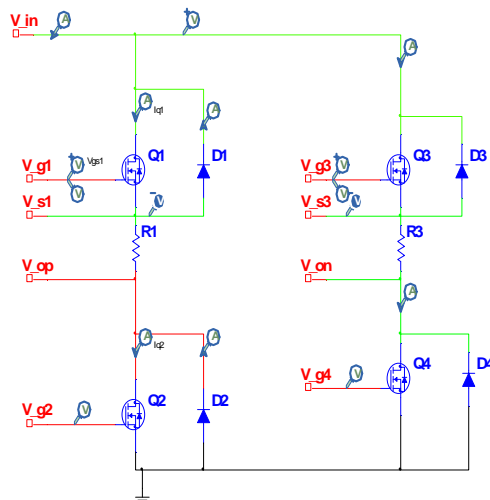 V_in
A
V
A
A
Iq1
A
V_g1
Vgs1
V
V
Q1
D1
V_g3
V
V
Q3
D3
V_s1
V
V_s3
V
R1
R3
V_op
V_on
A
A
Iq2
A
V_g2
V
Q2
D2
V_g4
V
Q4
D4